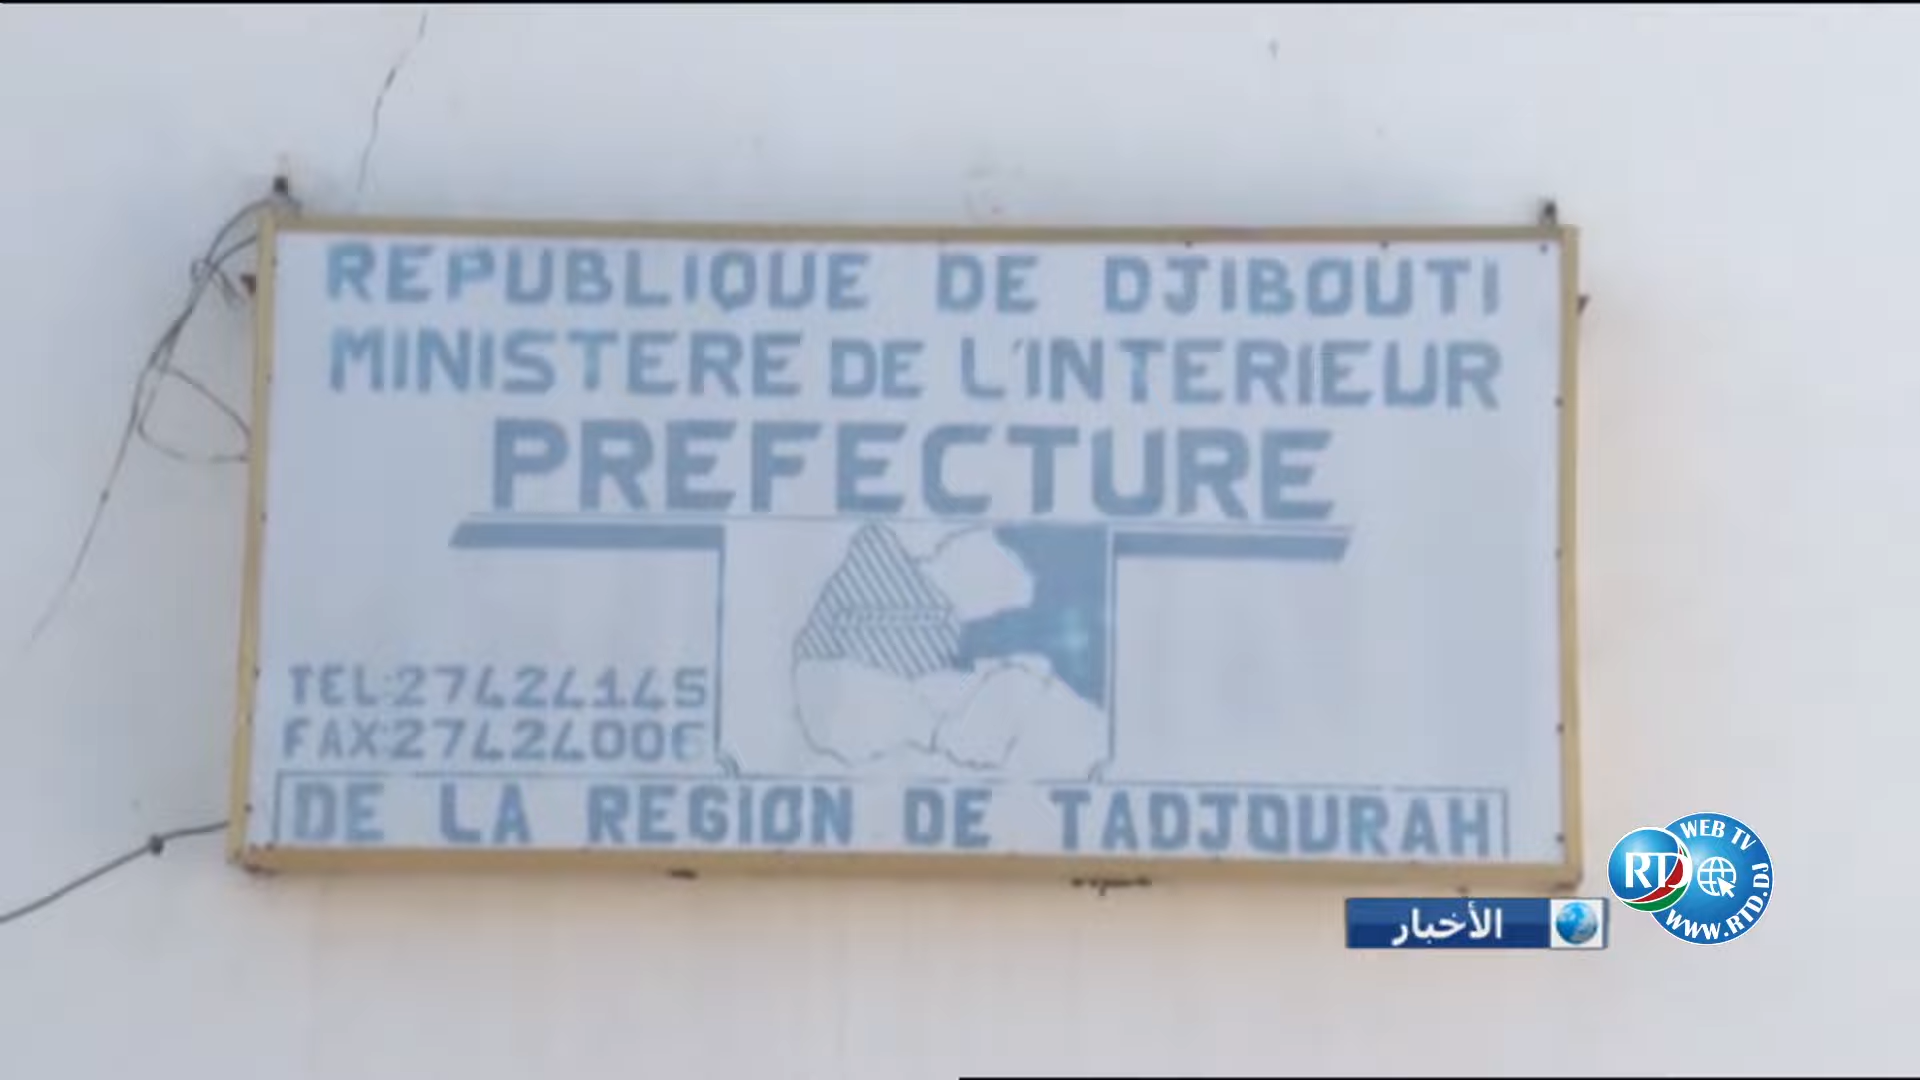 REPUBLIQUE DE DJIBOUTI
MINISTERE DE L'INTERIEUR
PREFECTURE
TEL:27424145
FAX:27424006
DE LA REGION DE TADJOURAH
الأخبار
RTD
WEB TV
WWW.RTD.DJ